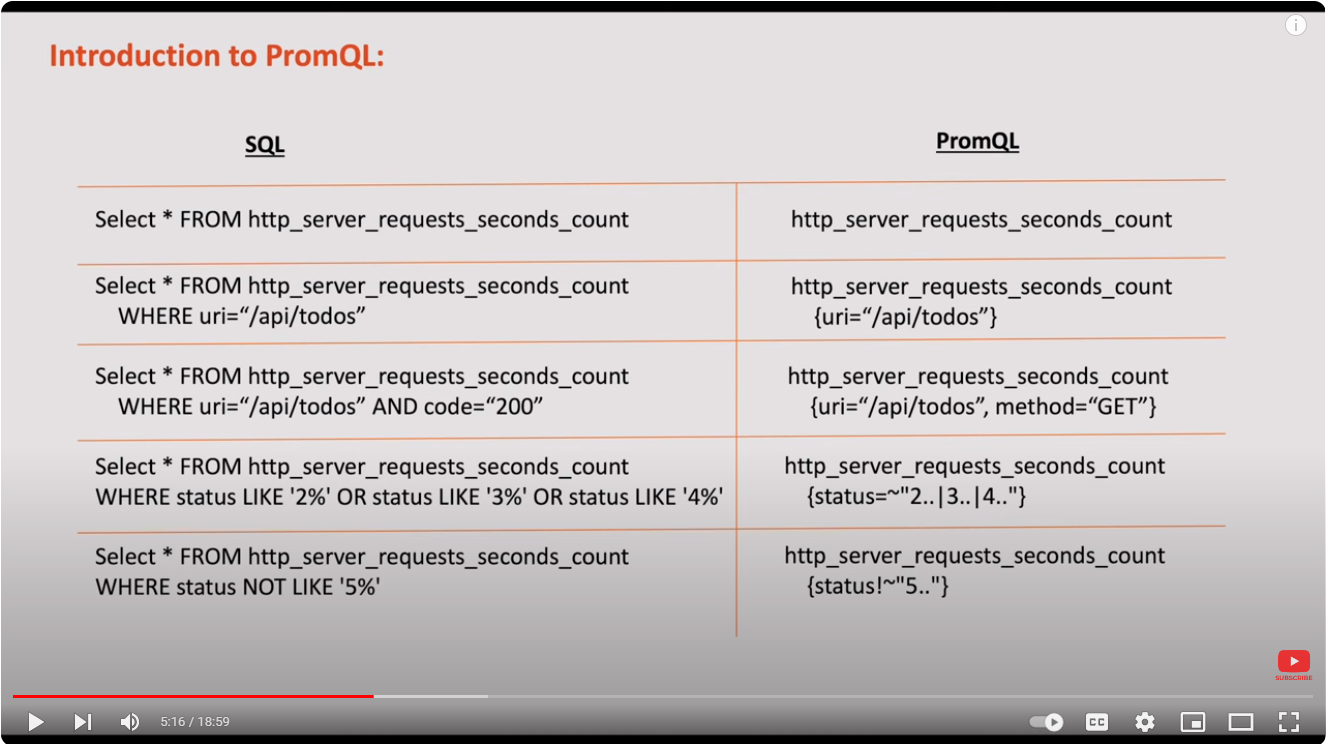 Introduction to PromQL:
SQL
PromQL
Select * FROM http_server_requests_seconds_count
http_server_requests_seconds_count
Select * FROM http_server_requests_seconds_count
WHERE uri=“/api/todos”
http_server_requests_seconds_count
{uri=“/api/todos”}
Select * FROM http_server_requests_seconds_count
WHERE uri=“/api/todos” AND code=“200”
http_server_requests_seconds_count
{uri=“/api/todos”, method=“GET”}
Select * FROM http_server_requests_seconds_count
WHERE status LIKE '2%' OR status LIKE '3%' OR status LIKE '4%'
http_server_requests_seconds_count
{status=~"2..|3..|4.."}
Select * FROM http_server_requests_seconds_count
WHERE status NOT LIKE '5%'
http_server_requests_seconds_count
{status!~"5.."}
SUBSCRIBE
5:16 / 18:59
CC